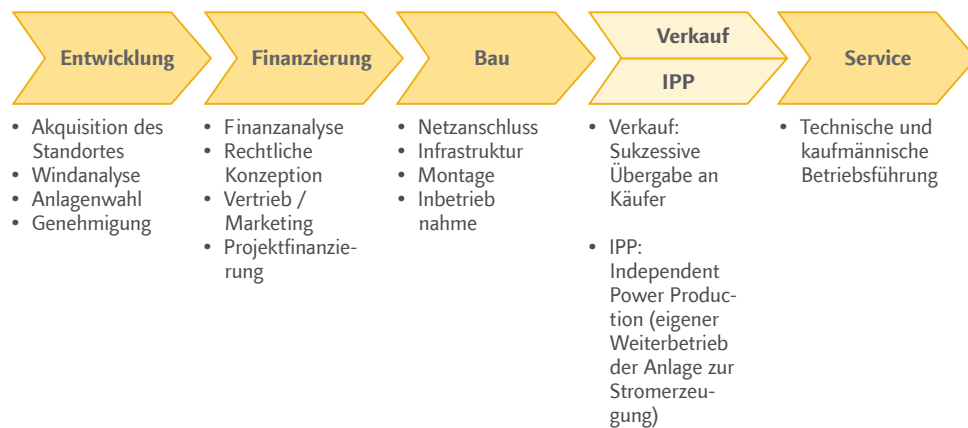 Entwicklung
Finanzierung
Bau
Verkauf
IPP
Service
• Akquisition des
Standortes
• Windanalyse
• Anlagenwahl
• Genehmigung
• Finanzanalyse
• Rechtliche
Konzeption
• Vertrieb /
Marketing
• Projektfinanzie-
rung
• Netzanschluss
• Infrastruktur
• Montage
• Inbetrieb
nahme
• Verkauf:
Sukzessive
Übergabe an
Käufer
• IPP:
Independent
Power Produc-
tion (eigener
Weiterbetrieb
der Anlage zur
Stromerzeu-
gung)
• Technische und
kaufmännische
Betriebsführung